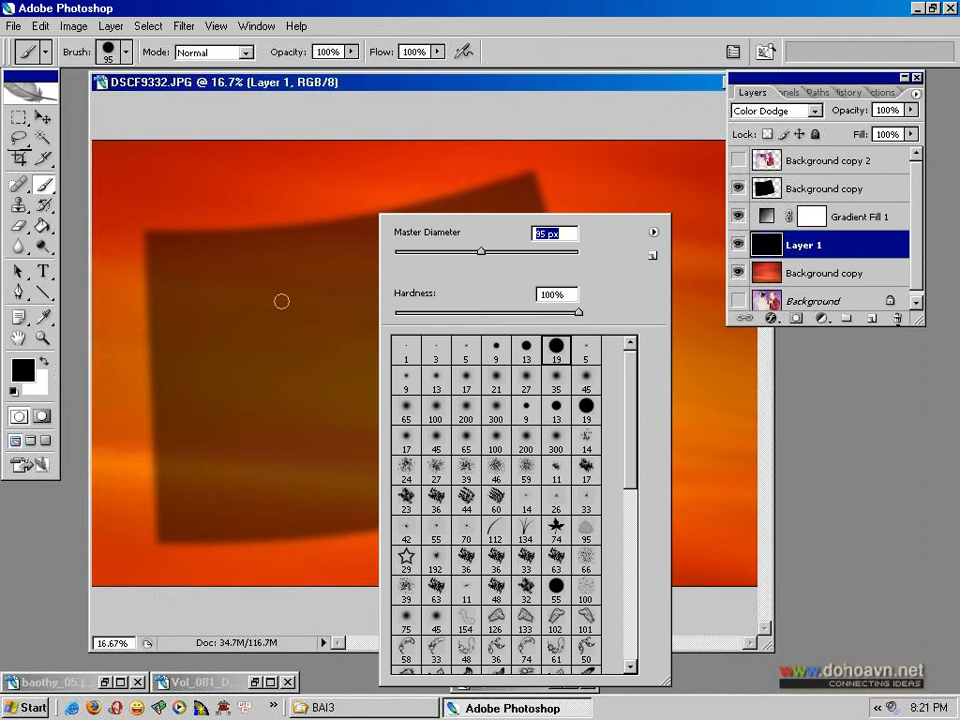 Adobe Photoshop
File Edit Image Layer Select Filter View Window Help
Brush: 95 Mode: Normal Opacity: 100% Flow: 100%
DSCF9332.JPG @ 16.7% (Layer 1, RGB/8)
Layers Paths History
Color Dodge Opacity: 100%
Lock: Fill: 100%
Background copy 2
Background copy
Gradient Fill 1
Layer 1
Background copy
Background
Master Diameter 95 px
Hardness: 100%
1 3 5 9 13 19 5
9 13 17 21 27 35 45
65 100 200 300 9 13 19
17 45 65 100 200 300 14
24 27 39 46 59 11 17
23 36 44 60 14 26 33
42 55 70 112 134 74 95
29 192 36 36 33 63 66
39 63 11 48 32 55 100
75 45 154 126 133 102 101
58 33 48 36 74 61 50
16.67% Doc: 34.7M/116.7M
baothy_05.j Vol_081_D
www.dohoavn.net
CONNECTING IDEAS
Start BAI3 Adobe Photoshop 8:21 PM